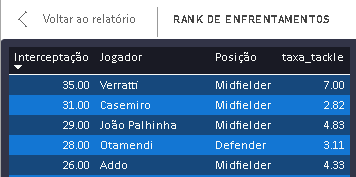 Voltar ao relatório RANK DE ENFRENTAMENTOS
Interceptação Jogador Posição taxa_tackle
35.00 Verratti Midfielder 7.00
31.00 Casemiro Midfielder 2.82
29.00 João Palhinha Midfielder 4.83
28.00 Otamendi Defender 3.11
26.00 Addo Midfielder 4.33